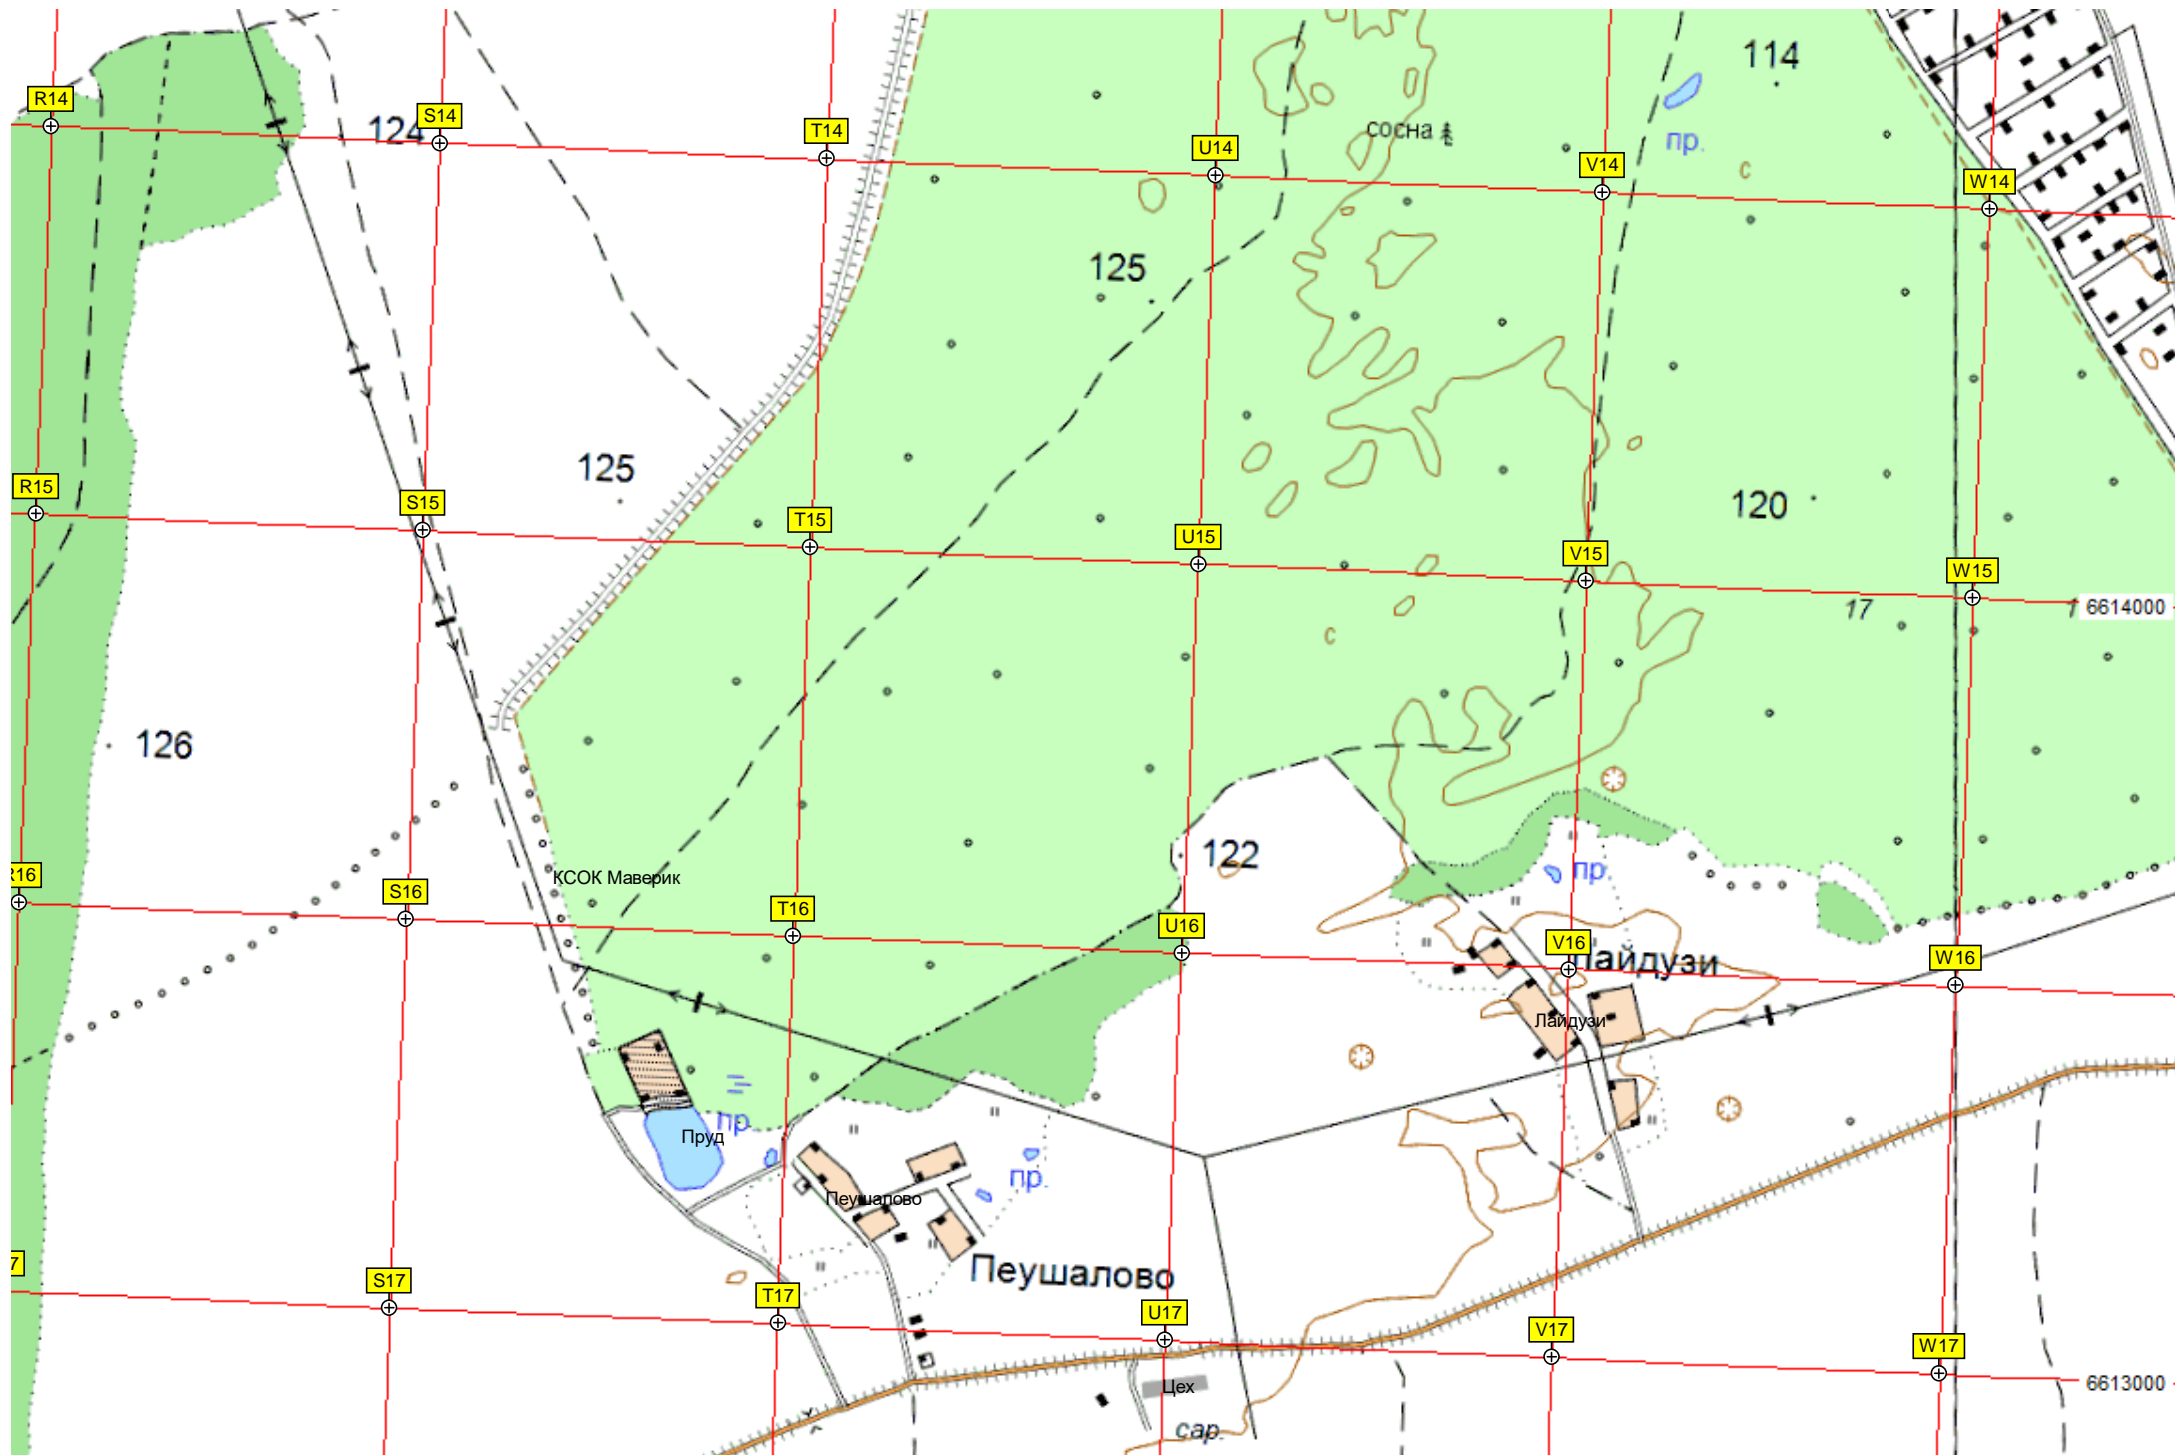 114
R14
S14
124
T14
сосна
пр.
U14
V14
с
W14
125
125
R15
S15
120
T15
U15
V15
W15
17
6614000
с
126
122
КСОК Маверик
пр.
R16
S16
T16
U16
V16
Лайдузи
W16
Лайдузи
пр.
Пруд
пр.
Пеушалово
Пеушалово
7
S17
T17
U17
V17
W17
6613000
Цех
сар.